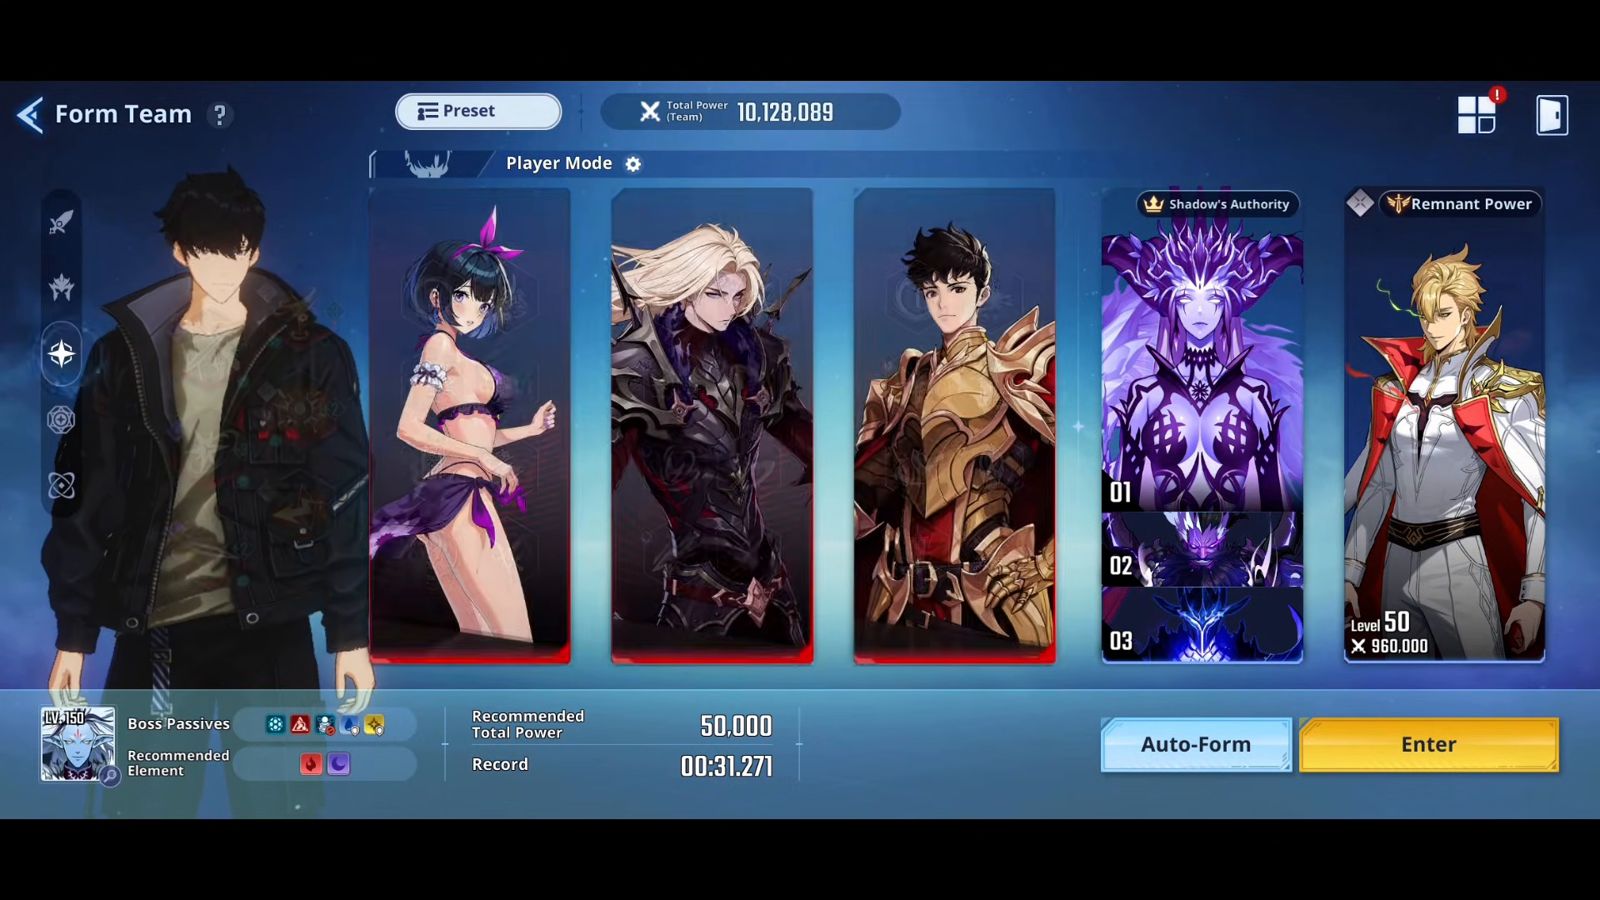 Form Team ?
Preset
Total Power
(Team)
10,128,089
!
Player Mode
Shadow's Authority
Remnant Power
01
02
03
Level 50
960,000
LV. 150
Boss Passives
Recommended
Element
Recommended
Total Power
50,000
Record
00:31.271
Auto-Form
Enter